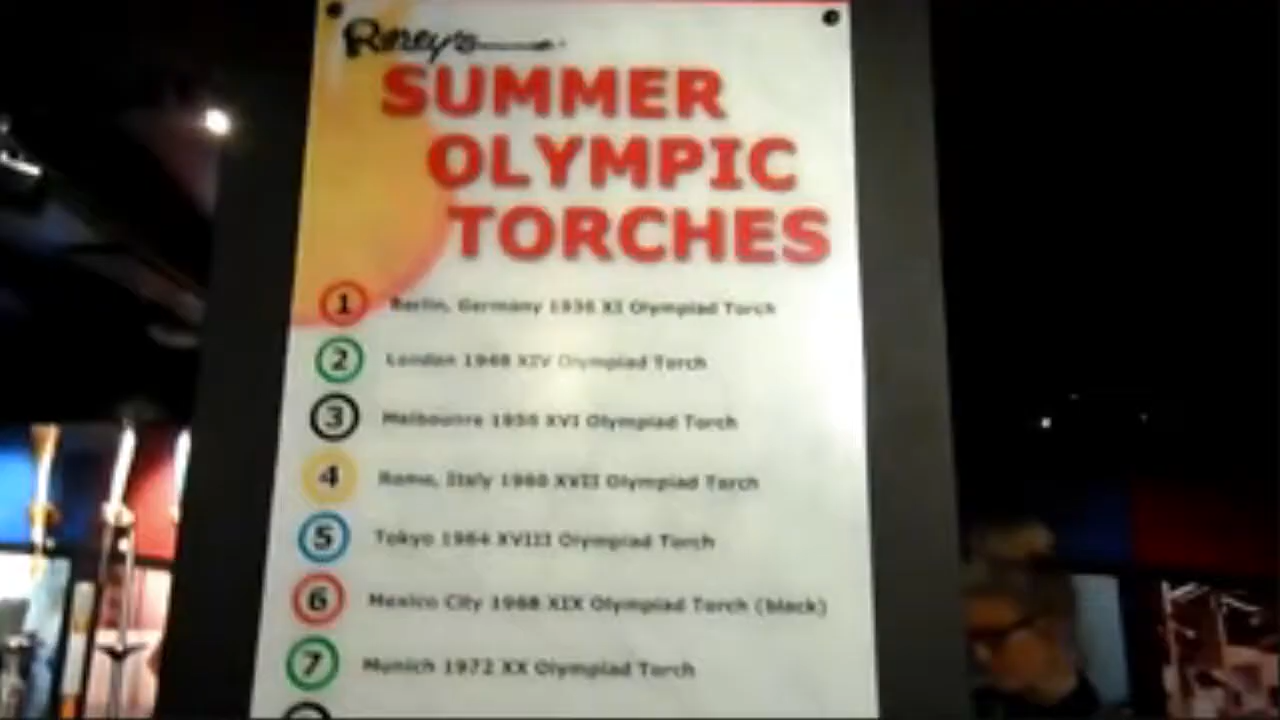 Ripley's
SUMMER
OLYMPIC
TORCHES
1 Berlin, Germany 1936 XI Olympiad Torch
2 London 1948 XIV Olympiad Torch
3 Melbourne 1956 XVI Olympiad Torch
4 Rome, Italy 1960 XVII Olympiad Torch
5 Tokyo 1964 XVIII Olympiad Torch
6 Mexico City 1968 XIX Olympiad Torch (black)
7 Munich 1972 XX Olympiad Torch